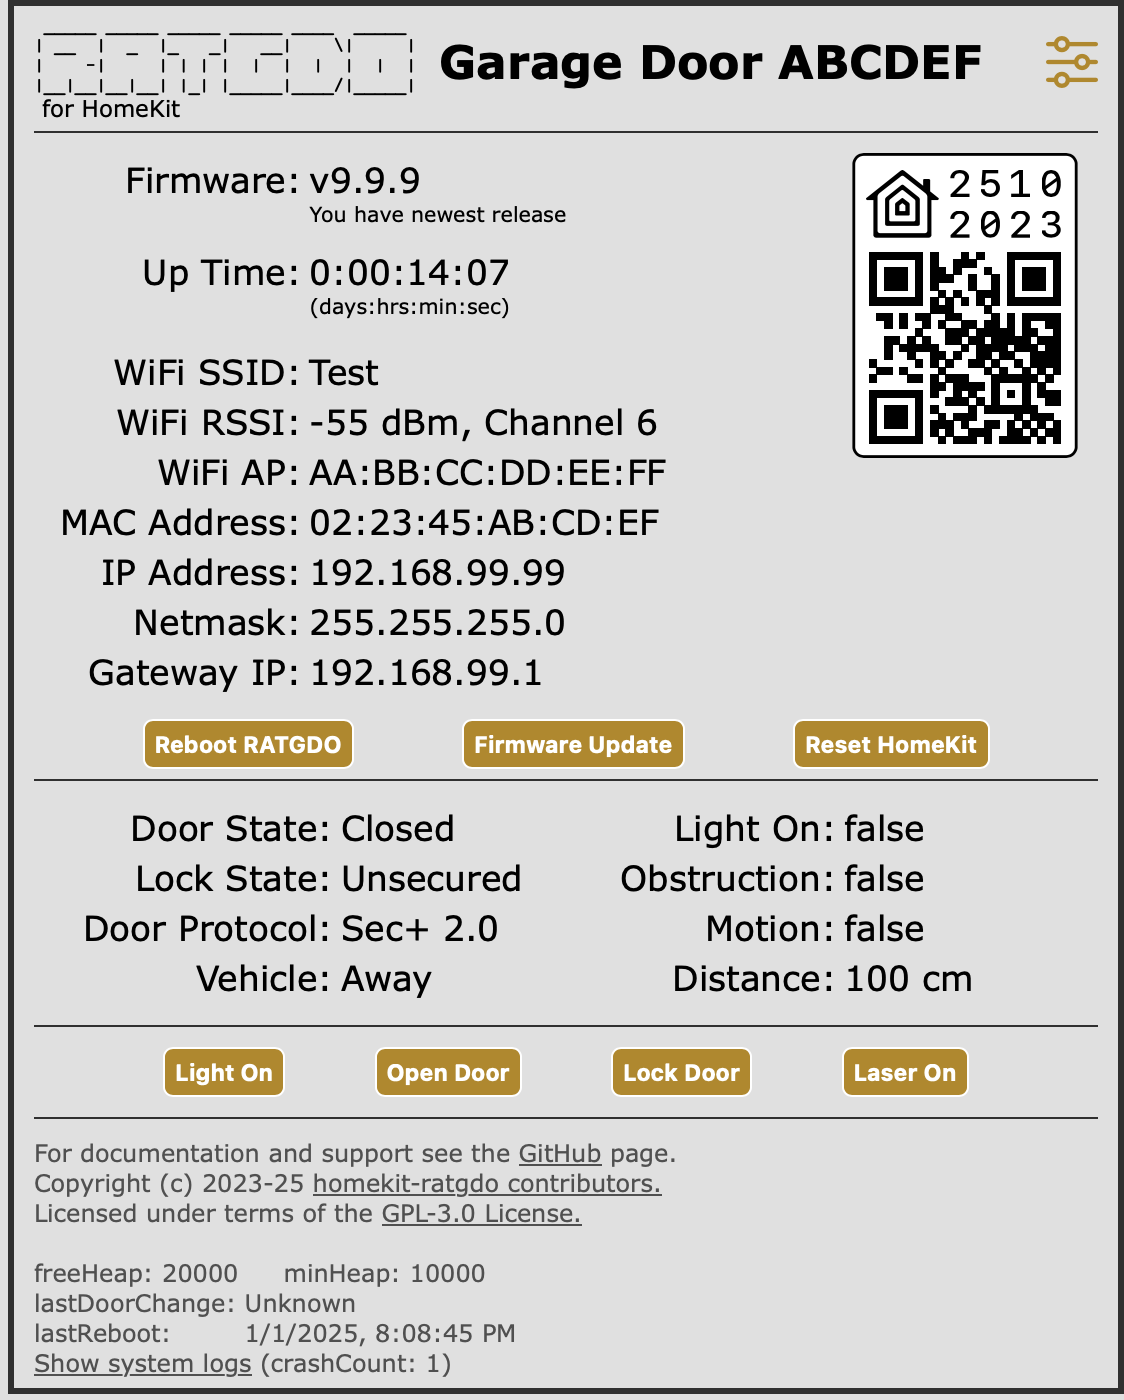 RATGDO
for HomeKit
Garage Door ABCDEF
2510
2023
Firmware: v9.9.9
You have newest release
Up Time: 0:00:14:07
(days:hrs:min:sec)
WiFi SSID: Test
WiFi RSSI: -55 dBm, Channel 6
WiFi AP: AA:BB:CC:DD:EE:FF
MAC Address: 02:23:45:AB:CD:EF
IP Address: 192.168.99.99
Netmask: 255.255.255.0
Gateway IP: 192.168.99.1
Reboot RATGDO Firmware Update Reset HomeKit
Door State: Closed Light On: false
Lock State: Unsecured Obstruction: false
Door Protocol: Sec+ 2.0 Motion: false
Vehicle: Away Distance: 100 cm
Light On Open Door Lock Door Laser On
For documentation and support see the GitHub page.
Copyright (c) 2023-25 homekit-ratgdo contributors.
Licensed under terms of the GPL-3.0 License.
freeHeap: 20000 minHeap: 10000
lastDoorChange: Unknown
lastReboot: 1/1/2025, 8:08:45 PM
Show system logs (crashCount: 1)